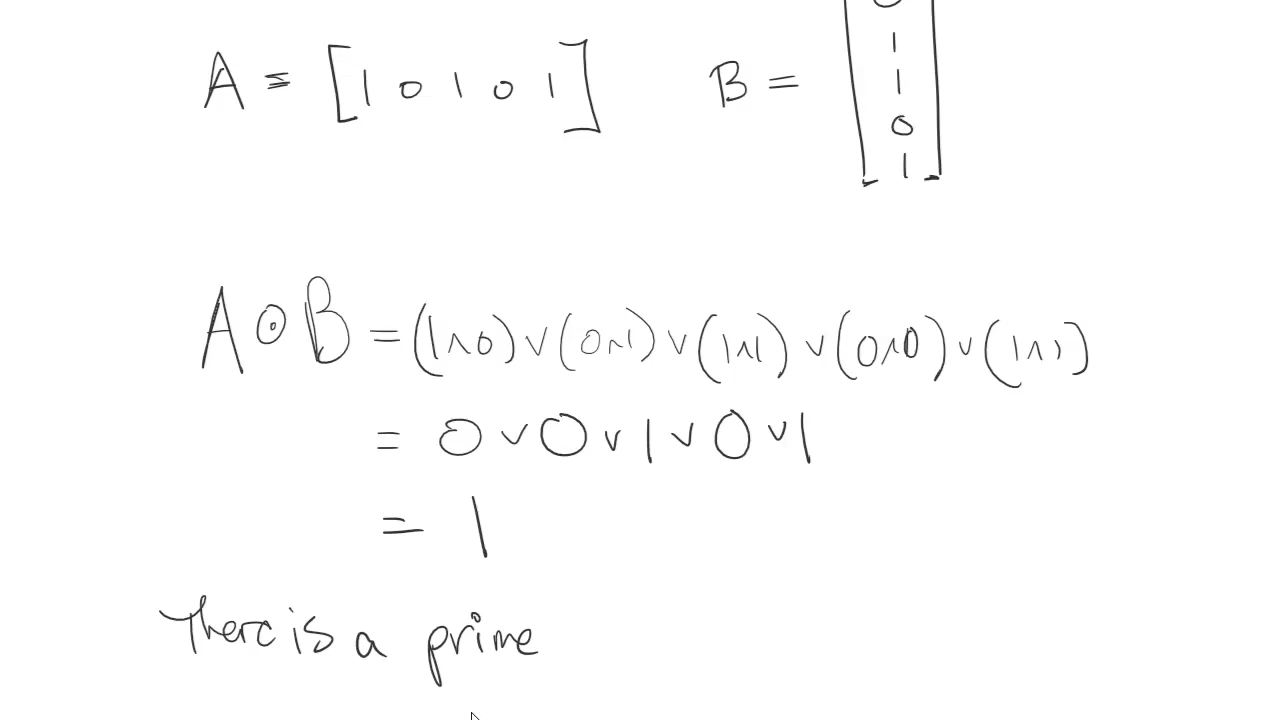 A = [1 0 1 0 1] B = [0 1 1 0 1]
A ⊙ B = (1∧0) ∨ (0∧1) ∨ (1∧1) ∨ (0∧0) ∨ (1∧1)
= 0 ∨ 0 ∨ 1 ∨ 0 ∨ 1
= 1
There is a prime